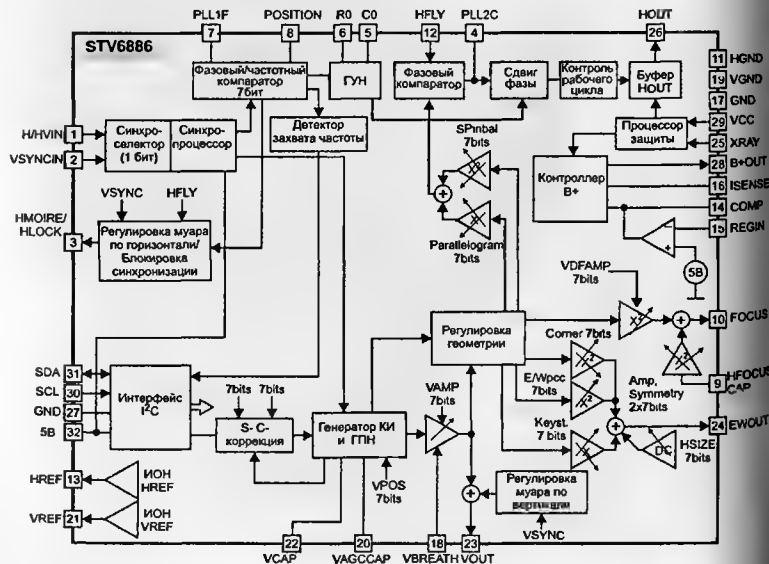 PLL1F POSITION R0 C0 HFLY PLL2C HOUT
7 8 6 5 12 4 26
STV6886
Фазовый/частотный
компаратор
7бит
ГУН
Фазовый
компаратор
Сдвиг
фазы
Контроль
рабочего
цикла
Буфер
HOUT
11 HGND
19 VGND
17 GND
29 VCC
25 XRAY
28 B+OUT
16 ISENSE
14 COMP
15 REGIN
H/HVIN 1
VSYNCIN 2
Синхро-
селектор
(1 бит)
Синхро-
процессор
Детектор
захвата частоты
SPinbal
7bits
Процессор
защиты
Контроллер
B+
VSYNC HFLY
HMOIRE/
HLOCK
3
Регулировка муара
по горизонтали/
Блокировка
синхронизации
Parallelogram
7bits
5В
VDFAMP
7bits
Регулировка
геометрии
X
10 FOCUS
Corner 7bits
X²
9 HFOCUS
CAP
SDA 31
SCL 30
GND 27
5В 32
Интерфейс
I²C
7bits 7bits
S- C-
коррекция
Генератор КИ
и ГПН
VAMP
7bits
E/Wpcc
7bits
X²
Amp,
Symmetry
2x7bits
Keyst.
7 bits
24 EWOUT
HSIZE
7bits
DC
HREF 13
ИОН
HREF
VREF 21
ИОН
VREF
VPOS
7bits
Регулировка
муара по
вертикали
VSYNC
22 20 18 23
VCAP VAGCCAP VBREATH VOUT